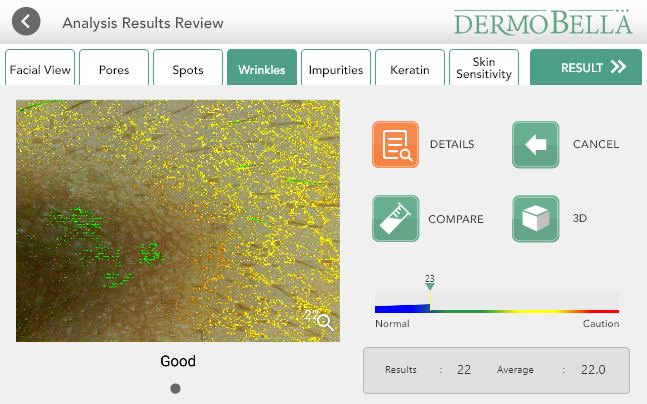 Analysis Results Review
DERMOBELLA
Facial View
Pores
Spots
Wrinkles
Impurities
Keratin
Skin
Sensitivity
RESULT
DETAILS
CANCEL
COMPARE
3D
22
23
Normal
Caution
Good
Results : 22 Average : 22.0